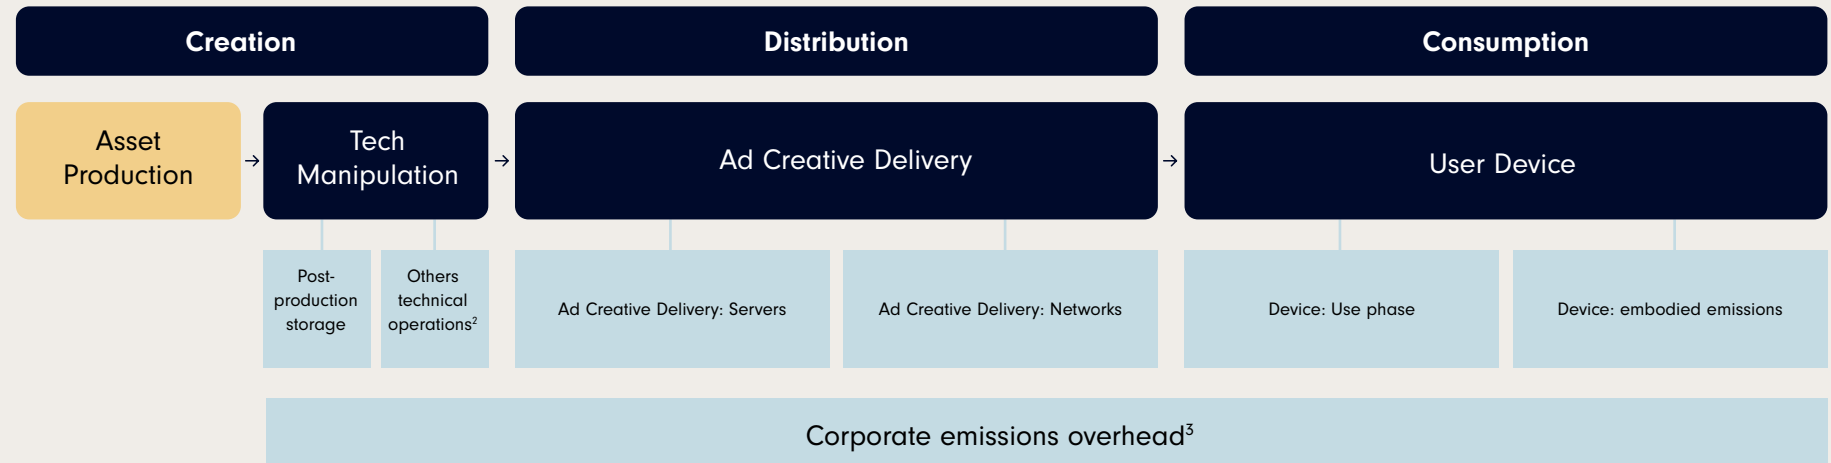 Creation
Distribution
Consumption
Asset
Production
→
Tech
Manipulation
→
Ad Creative Delivery
→
User Device
Post-
production
storage
Others
technical
operations²
Ad Creative Delivery: Servers
Ad Creative Delivery: Networks
Device: Use phase
Device: embodied emissions
Corporate emissions overhead³